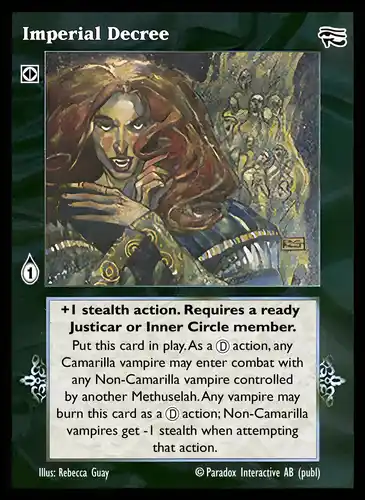 Imperial Decree
1
+1 stealth action. Requires a ready
Justicar or Inner Circle member.
Put this card in play. As a Ⓓ action, any
Camarilla vampire may enter combat with
any Non-Camarilla vampire controlled
by another Methuselah. Any vampire may
burn this card as a Ⓓ action; Non-Camarilla
vampires get -1 stealth when attempting
that action.
Illus: Rebecca Guay © Paradox Interactive AB (publ)